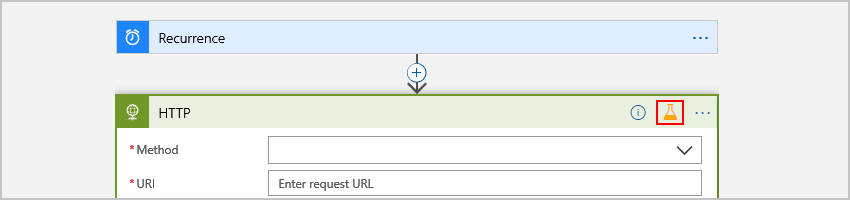 Recurrence
HTTP
* Method
* URI
Enter request URL